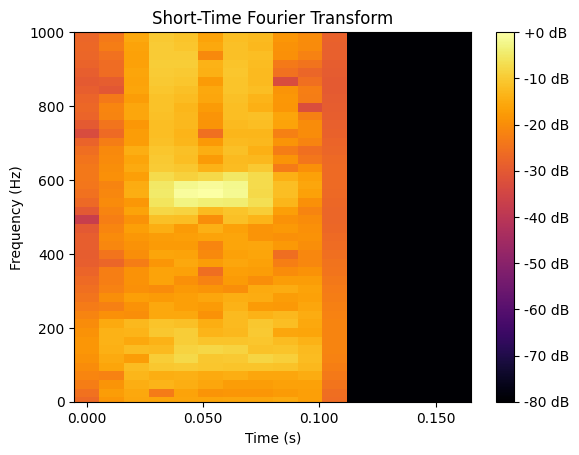 Short-Time Fourier Transform
Frequency (Hz)
1000
800
600
400
200
0
0.000
0.050
0.100
0.150
Time (s)
+0 dB
-10 dB
-20 dB
-30 dB
-40 dB
-50 dB
-60 dB
-70 dB
-80 dB